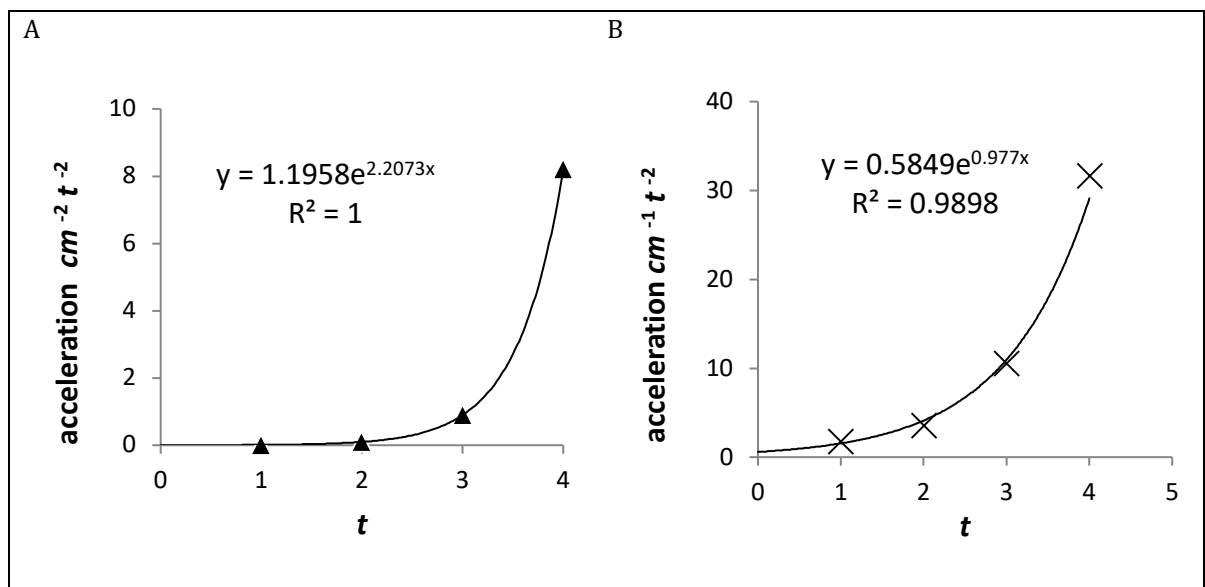 A
acceleration cm ⁻² t ⁻²
10
8
6
4
2
0
y = 1.1958e^2.2073x
R² = 1
0 1 2 3 4
t
B
acceleration cm ⁻¹ t ⁻²
40
30
20
10
0
y = 0.5849e^0.977x
R² = 0.9898
0 1 2 3 4 5
t